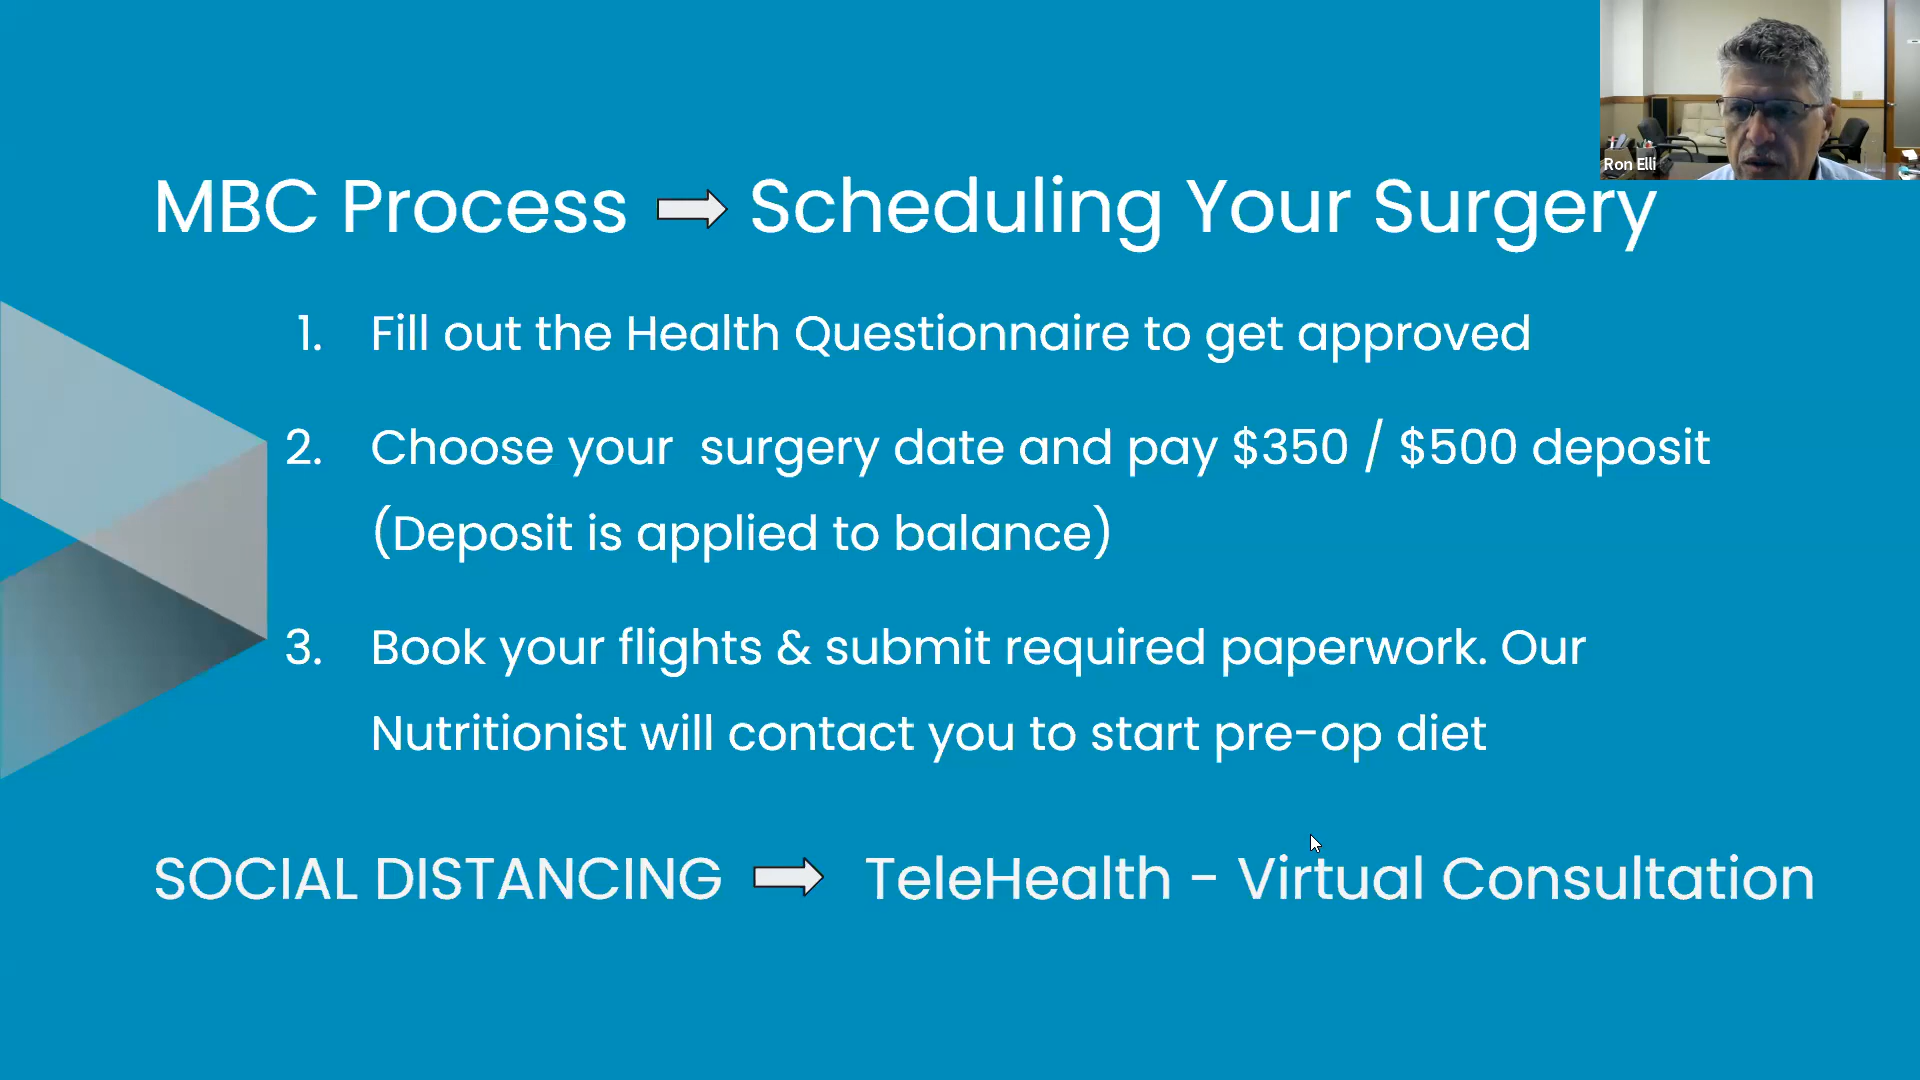 Ron Elli
MBC Process Scheduling Your Surgery
1. Fill out the Health Questionnaire to get approved
2. Choose your surgery date and pay $350 / $500 deposit
(Deposit is applied to balance)
3. Book your flights & submit required paperwork. Our
Nutritionist will contact you to start pre-op diet
SOCIAL DISTANCING TeleHealth - Virtual Consultation